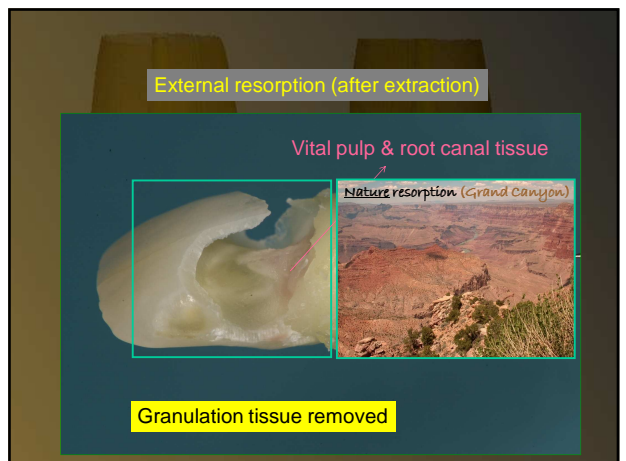 External resorption (after extraction)
Vital pulp & root canal tissue
Nature resorption (Grand Canyon)
Granulation tissue removed